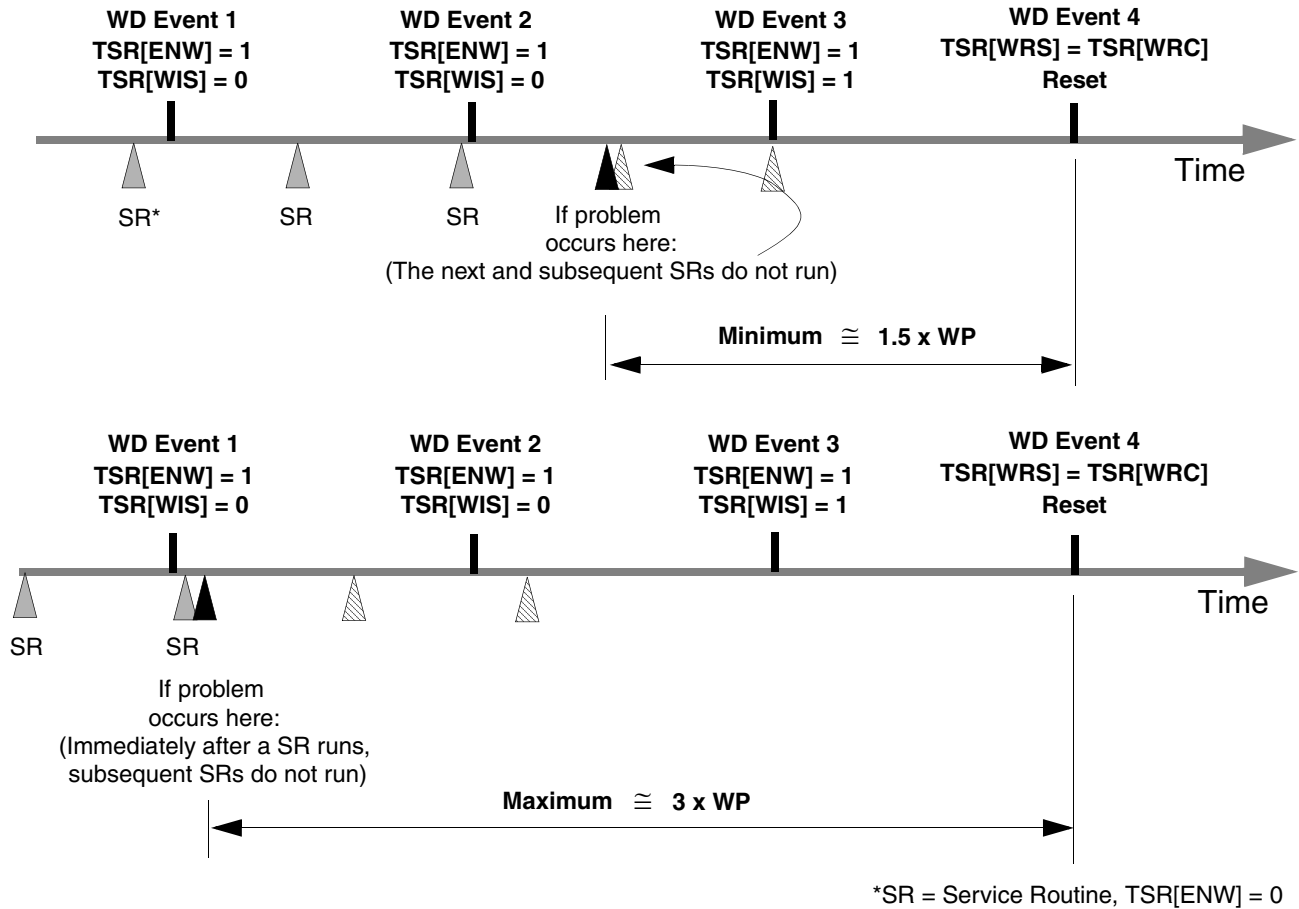 WD Event 1
TSR[ENW] = 1
TSR[WIS] = 0
WD Event 2
TSR[ENW] = 1
TSR[WIS] = 0
WD Event 3
TSR[ENW] = 1
TSR[WIS] = 1
WD Event 4
TSR[WRS] = TSR[WRC]
Reset
Time
SR*
SR
SR
If problem
occurs here:
(The next and subsequent SRs do not run)
Minimum ≅ 1.5 x WP
WD Event 1
TSR[ENW] = 1
TSR[WIS] = 0
WD Event 2
TSR[ENW] = 1
TSR[WIS] = 0
WD Event 3
TSR[ENW] = 1
TSR[WIS] = 1
WD Event 4
TSR[WRS] = TSR[WRC]
Reset
Time
SR
SR
If problem
occurs here:
(Immediately after a SR runs,
subsequent SRs do not run)
Maximum ≅ 3 x WP
*SR = Service Routine, TSR[ENW] = 0